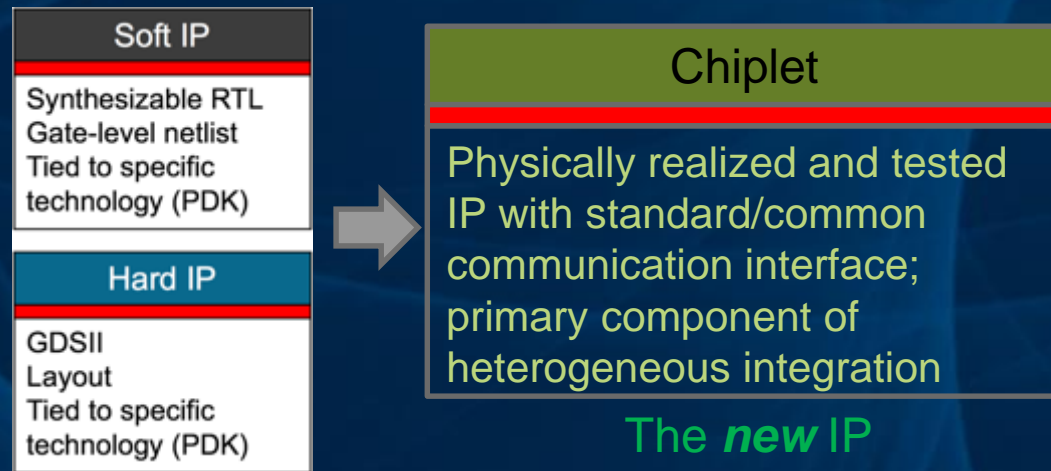 Soft IP
Synthesizable RTL
Gate-level netlist
Tied to specific
technology (PDK)
Hard IP
GDSII
Layout
Tied to specific
technology (PDK)
Chiplet
Physically realized and tested
IP with standard/common
communication interface;
primary component of
heterogeneous integration
The new IP